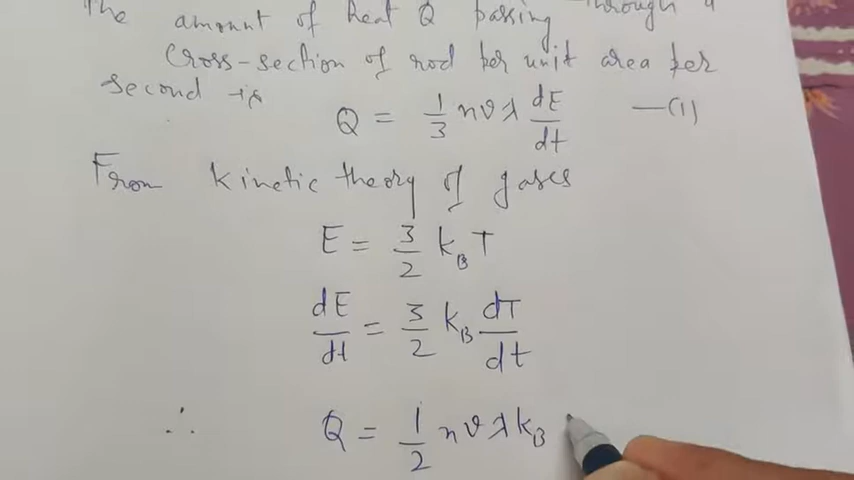 The amount of heat Q passing through a
cross-section of rod per unit area per
second is
Q = 1/3 nvλ dE/dt —(1)
From Kinetic theory of gases
E = 3/2 k_B T
dE/dt = 3/2 k_B dT/dt
∴ Q = 1/2 nvλ k_B